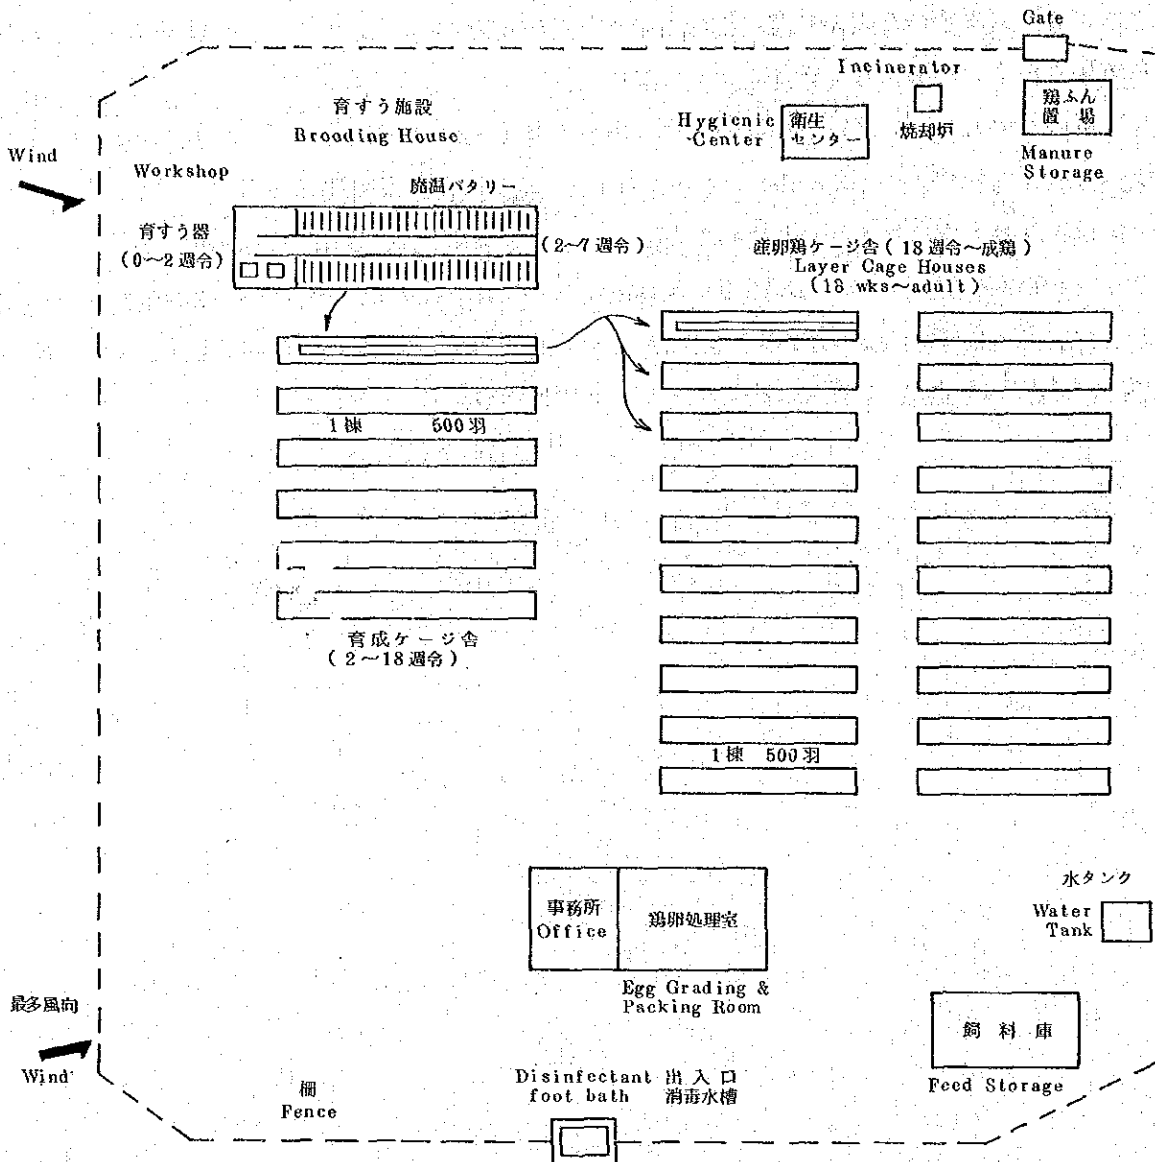 Gate
Incinerator
焼却炉
鶏ふん
置場
Manure
Storage
Hygienic
Center
衛生
センター
育すう施設
Brooding House
Wind
Workshop
廃温バタリー
育すう器
(0〜2週令)
(2〜7週令)
産卵鶏ケージ舎(18週令〜成鶏)
Layer Cage Houses
(18 wks〜adult)
1棟 500羽
育成ケージ舎
(2〜18週令)
1棟 500羽
事務所
Office
鶏卵処理室
Egg Grading &
Packing Room
水タンク
Water
Tank
最多風向
Wind
飼料庫
Feed Storage
柵
Fence
Disinfectant
foot bath
出入口
消毒水槽